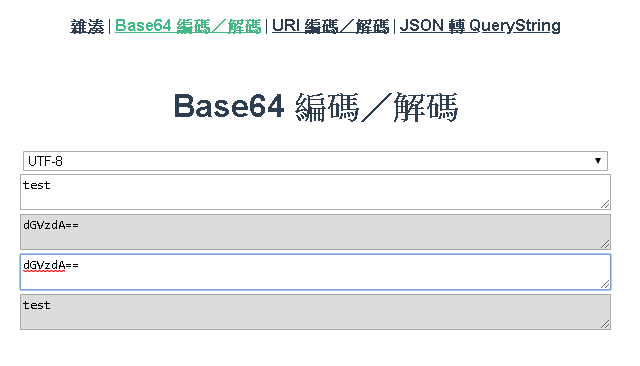 雜湊 | Base64 編碼／解碼 | URI 編碼／解碼 | JSON 轉 QueryString
Base64 編碼／解碼
UTF-8
test
dGVzdA==
dGVzdA==
test